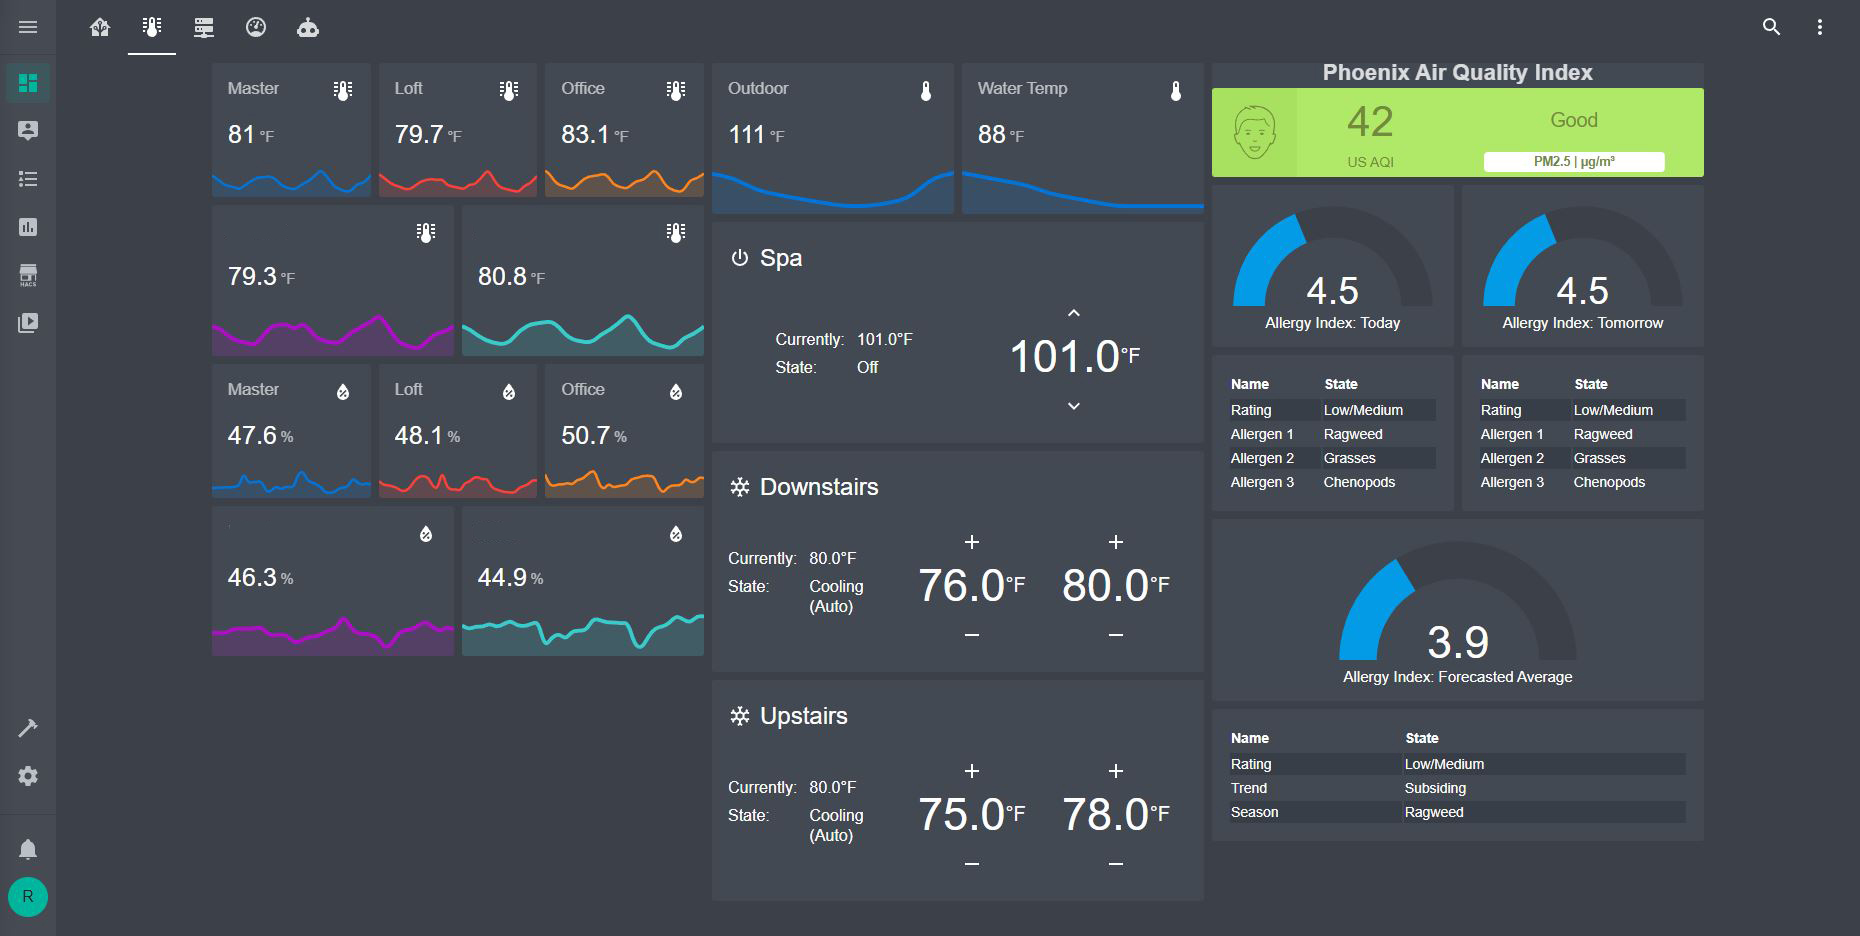 HACS
R
Master
81 °F
Loft
79.7 °F
Office
83.1 °F
79.3 °F
80.8 °F
Master
47.6 %
Loft
48.1 %
Office
50.7 %
46.3 %
44.9 %
Outdoor
111 °F
Water Temp
88 °F
Spa
Currently: 101.0°F
State: Off
101.0°F
Downstairs
Currently: 80.0°F
State: Cooling
(Auto)
76.0°F
80.0°F
Upstairs
Currently: 80.0°F
State: Cooling
(Auto)
75.0°F
78.0°F
Phoenix Air Quality Index
42
US AQI
Good
PM2.5 | µg/m³
4.5
Allergy Index: Today
4.5
Allergy Index: Tomorrow
Name State
Rating Low/Medium
Allergen 1 Ragweed
Allergen 2 Grasses
Allergen 3 Chenopods
Name State
Rating Low/Medium
Allergen 1 Ragweed
Allergen 2 Grasses
Allergen 3 Chenopods
3.9
Allergy Index: Forecasted Average
Name State
Rating Low/Medium
Trend Subsiding
Season Ragweed